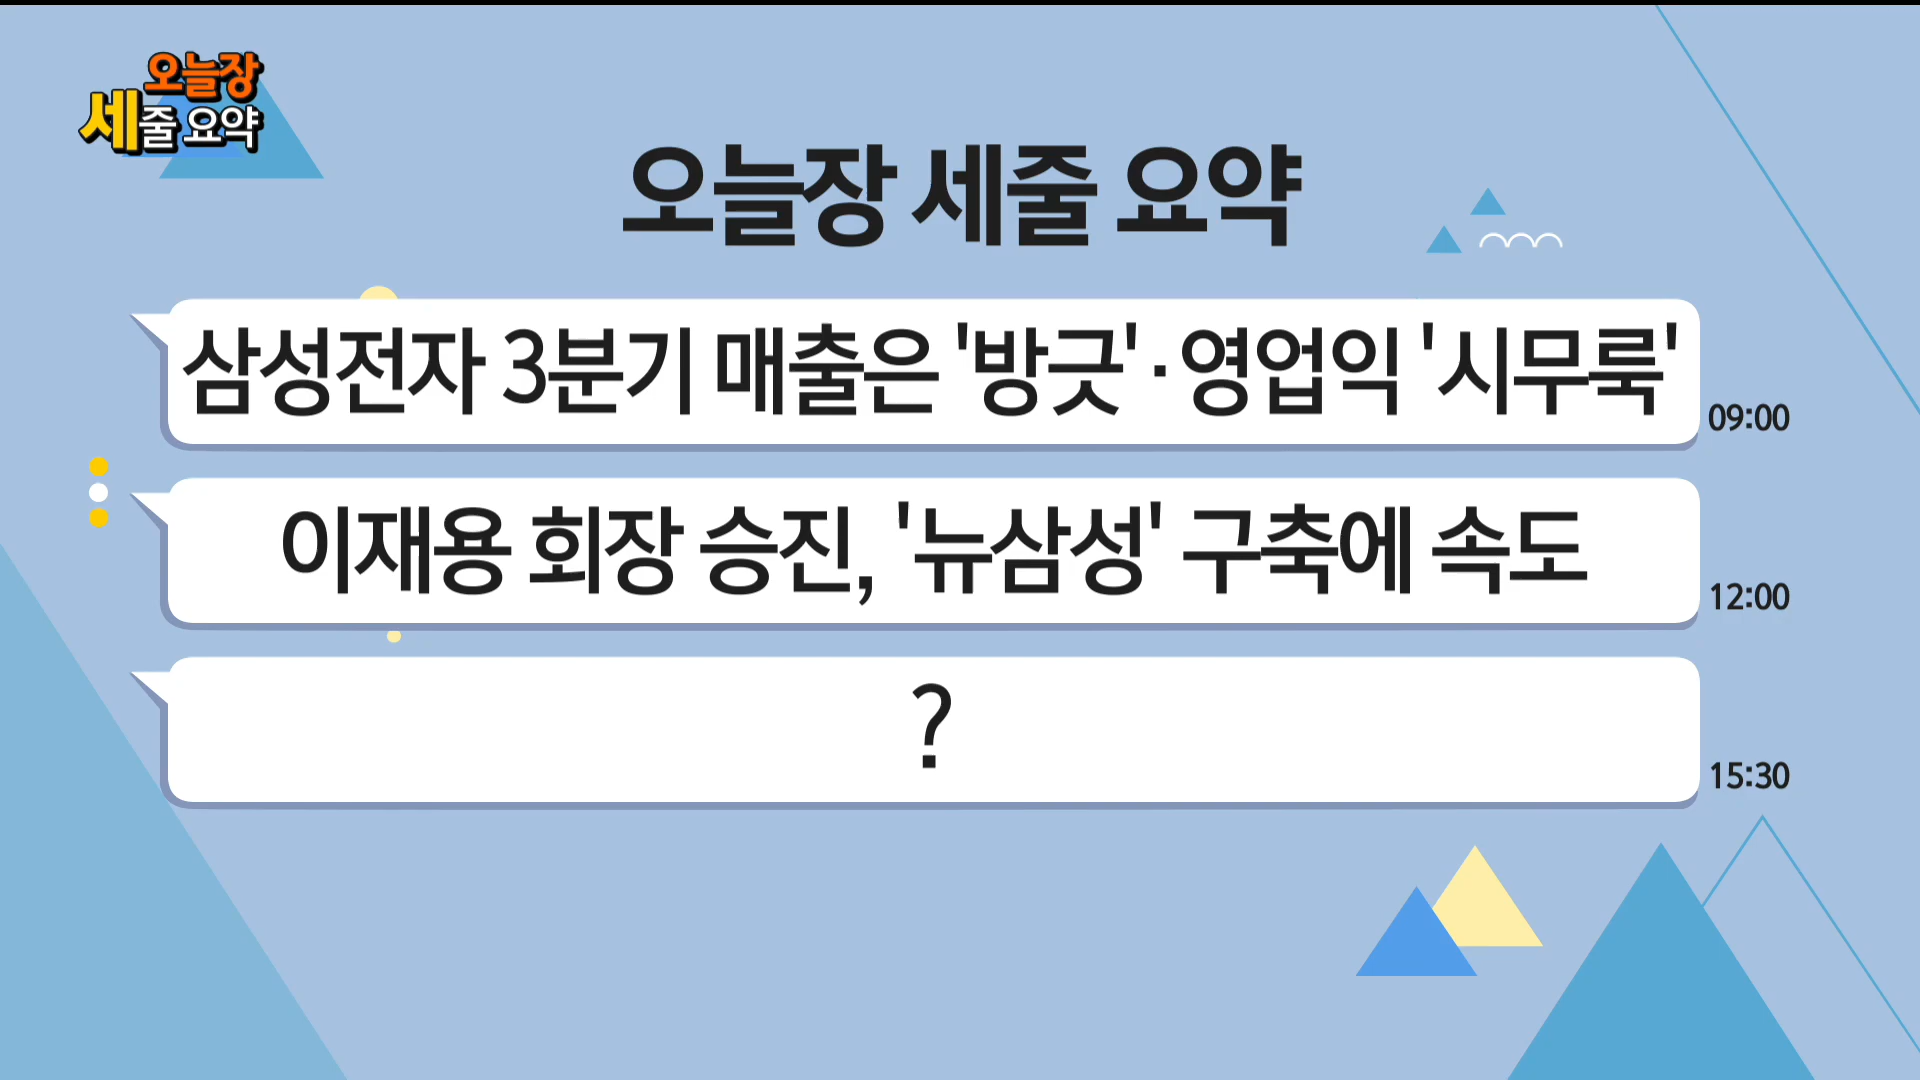 오늘장
세줄 요약
오늘장 세줄 요약
삼성전자 3분기 매출은 '방긋'·영업익 '시무룩'
09:00
이재용 회장 승진, '뉴삼성' 구축에 속도
12:00
?
15:30